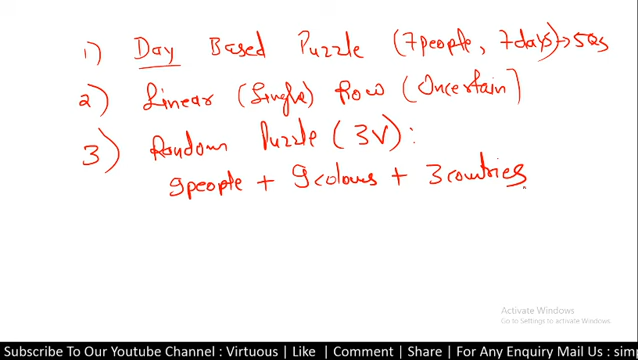 1) Day Based Puzzle (7people, 7days)→5Qs
2) Linear (Single) Row (Uncertain)
3) Random Puzzle (3V):
9people + 9colours + 3countries
Activate Windows
Go to Settings to activate Windows.
Subscribe To Our Youtube Channel : Virtuous | Like | Comment | Share | For Any Enquiry Mail Us : sim